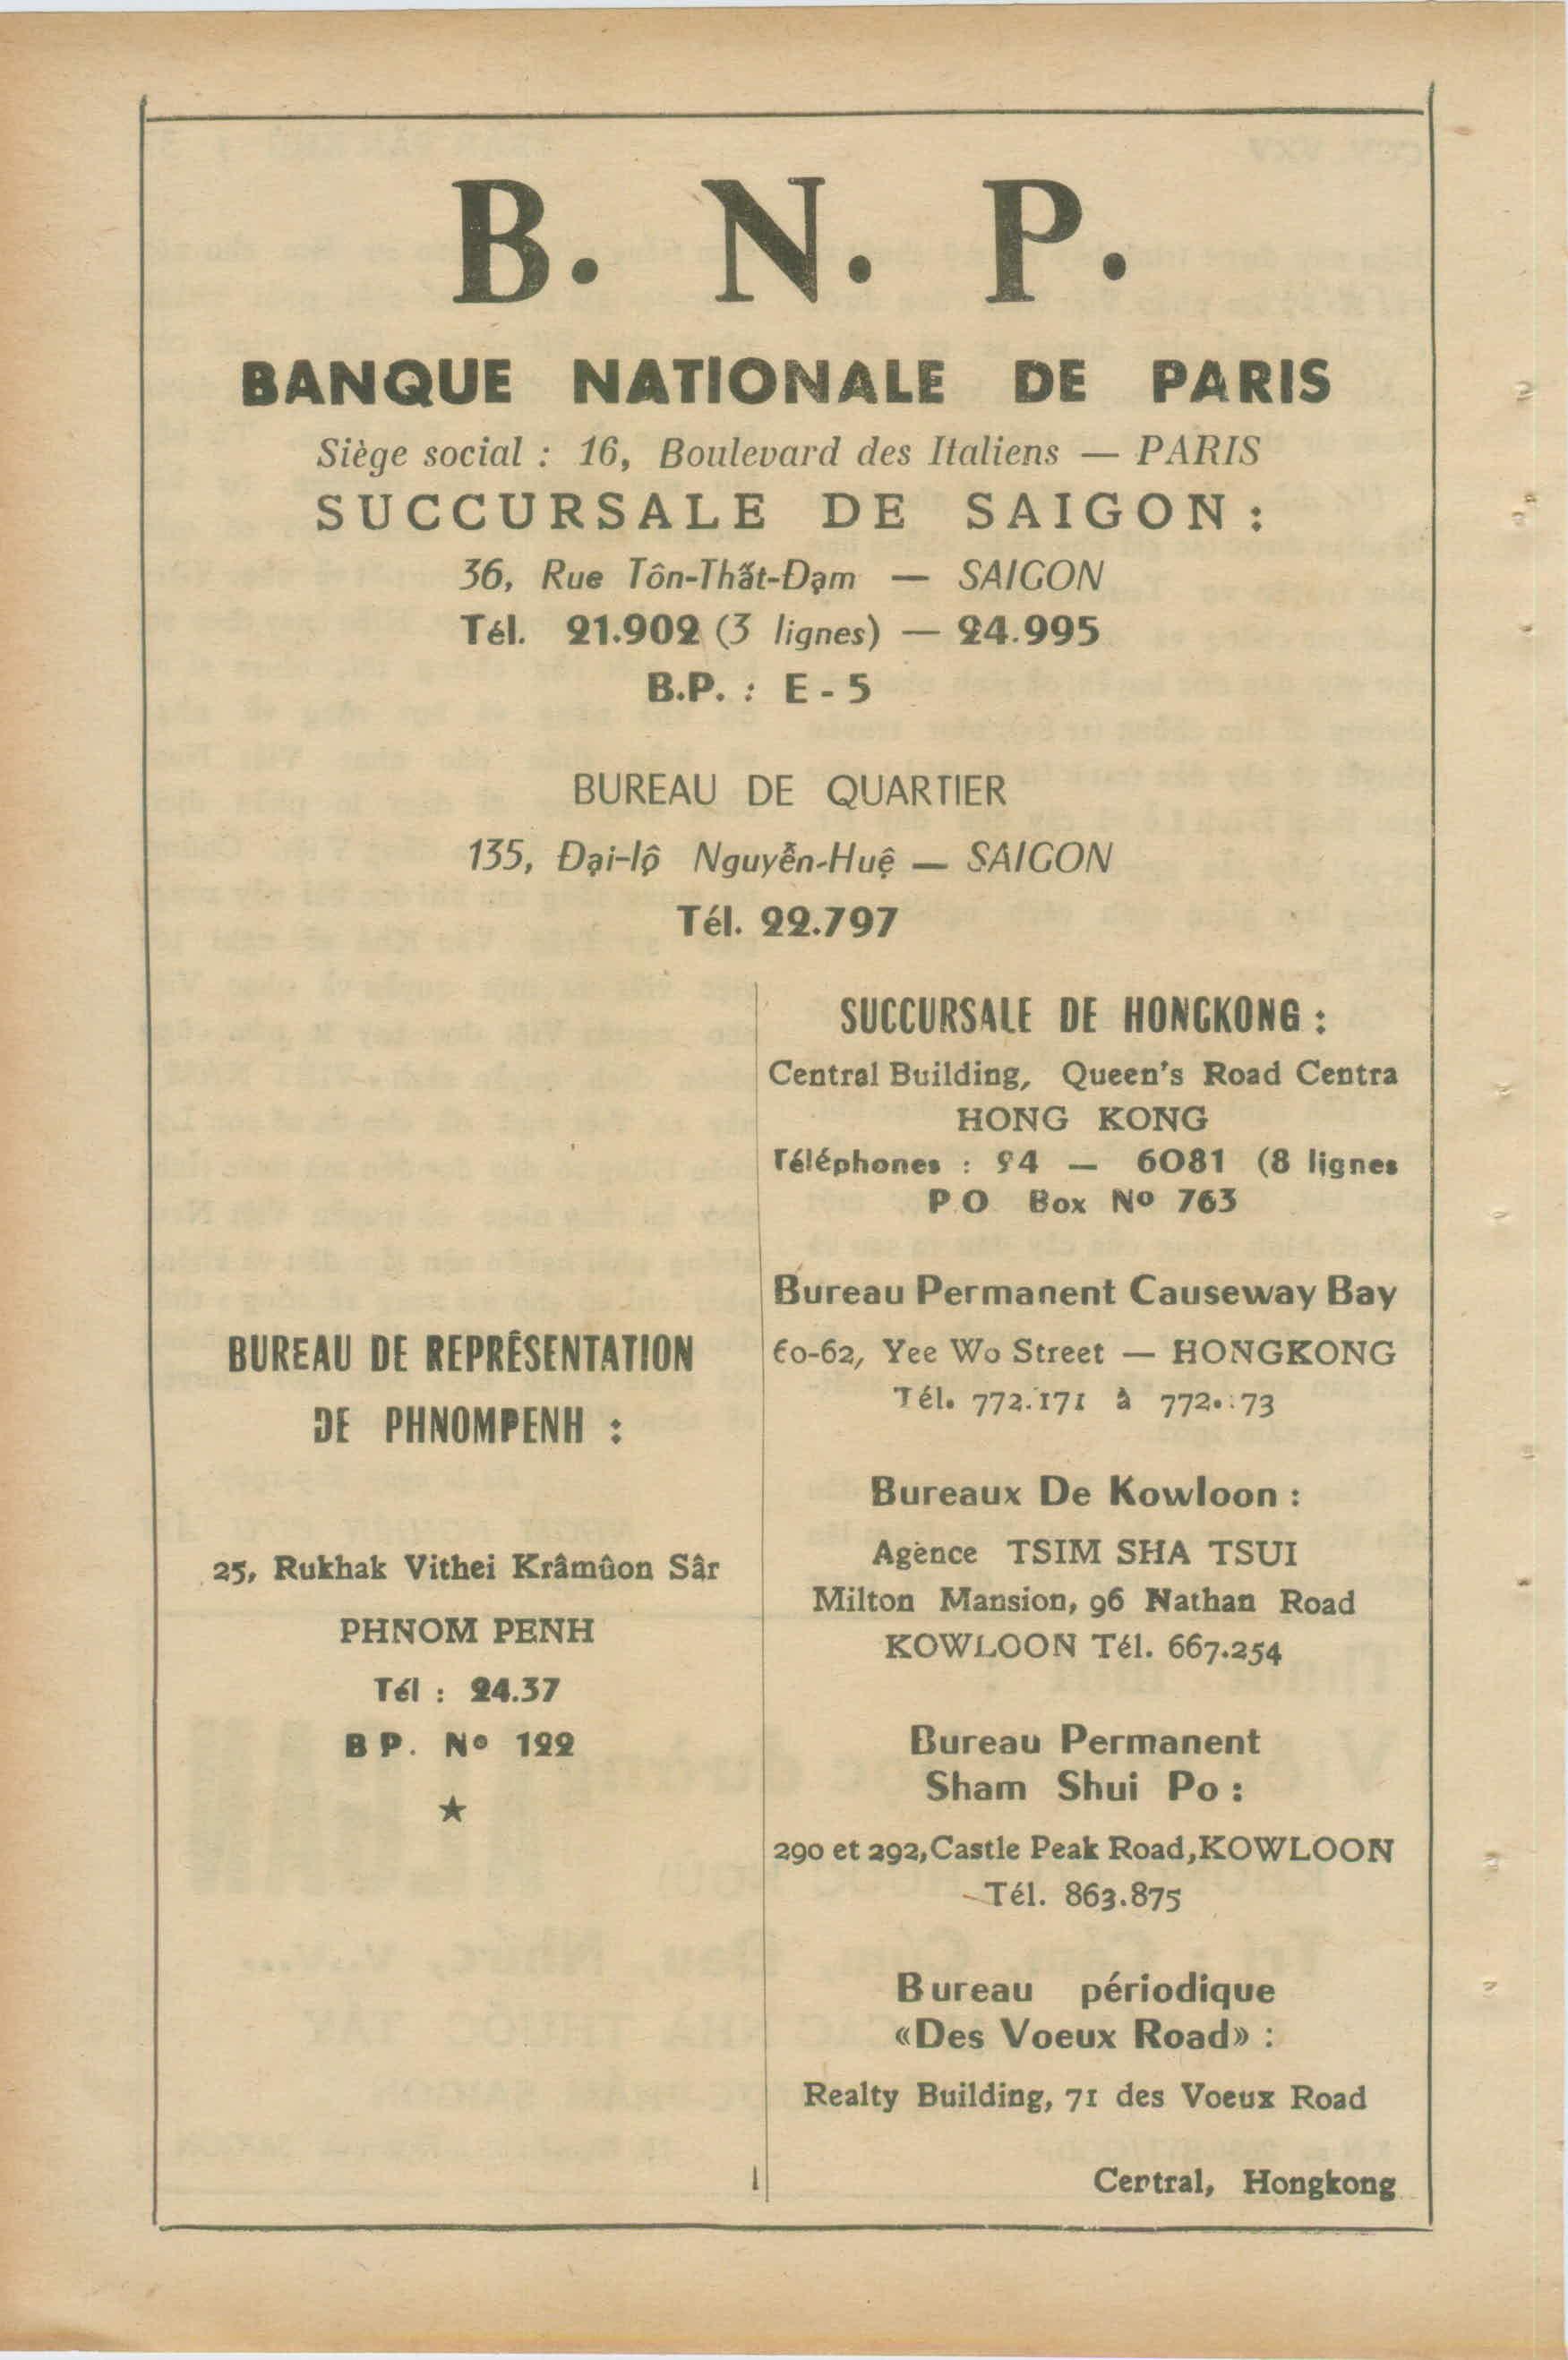 B. N. P.
BANQUE NATIONALE DE PARIS
Siège social : 16, Boulevard des Italiens — PARIS
SUCCURSALE DE SAIGON :
36, Rue Tôn-Thất-Đạm — SAIGON
Tél. 21.902 (3 lignes) — 24.995
B.P. : E - 5
BUREAU DE QUARTIER
135, Đại-lộ Nguyễn-Huệ — SAIGON
Tél. 22.797
BUREAU DE REPRÉSENTATION
DE PHNOMPENH :
25, Rukhak Vithei Krâmûon Sâr
PHNOM PENH
Tél : 24.37
B P. Nº 122
★
SUCCURSALE DE HONGKONG :
Central Building, Queen's Road Centra
HONG KONG
Téléphones : 24 — 6081 (8 lignes
P.O Box Nº 763
Bureau Permanent Causeway Bay
60-62, Yee Wo Street — HONGKONG
Tél. 772.171 à
Bureaux De Kowloon :
Agence TSIM SHA TSUI
Milton Mansion, 96 Nathan Road
KOWLOON Tél. 667.254
Bureau Permanent
Sham Shui Po :
290 et 292, Castle Peak Road, KOWLOON
Tél. 863.875
Bureau périodique
«Des Voeux Road» :
Realty Building, 71 des Voeux Road
Central, Hongkong